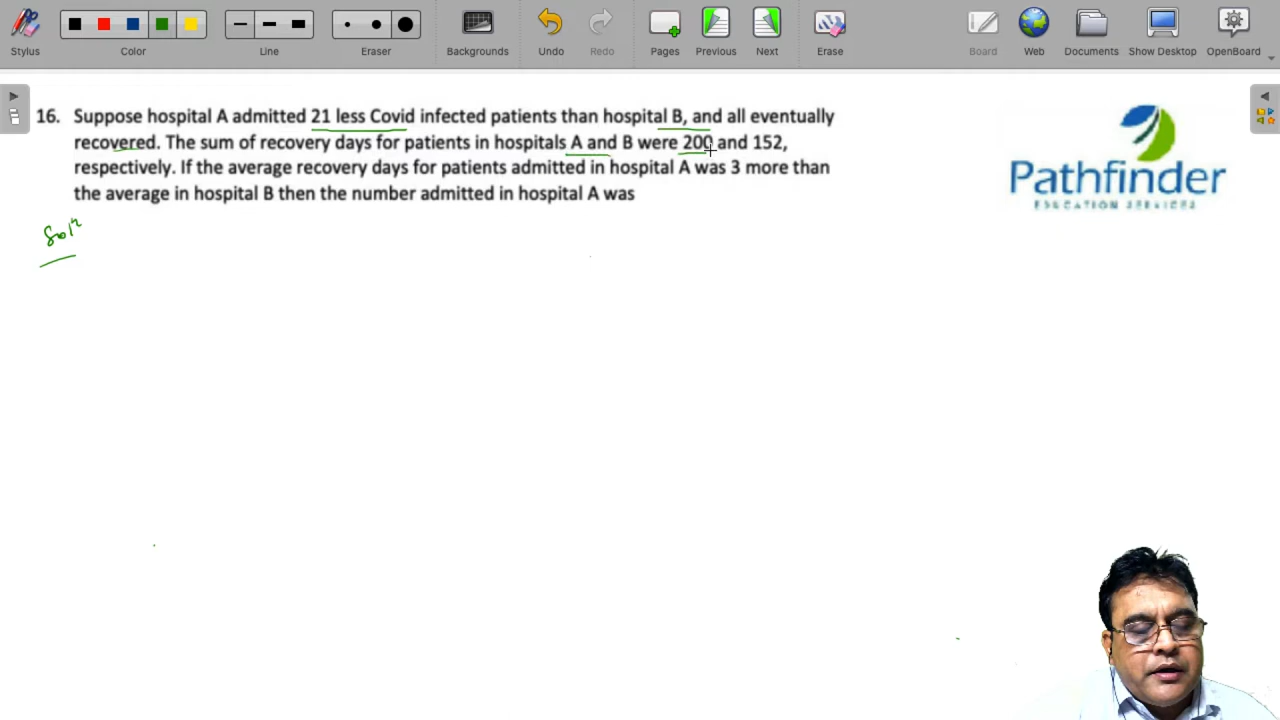 Stylus Color Line Eraser Backgrounds Undo Redo Pages Previous Next Erase Board Web Documents Show Desktop OpenBoard
16. Suppose hospital A admitted 21 less Covid infected patients than hospital B, and all eventually
recovered. The sum of recovery days for patients in hospitals A and B were 200 and 152,
respectively. If the average recovery days for patients admitted in hospital A was 3 more than
the average in hospital B then the number admitted in hospital A was
Pathfinder
EDUCATION SERVICES
Solⁿ